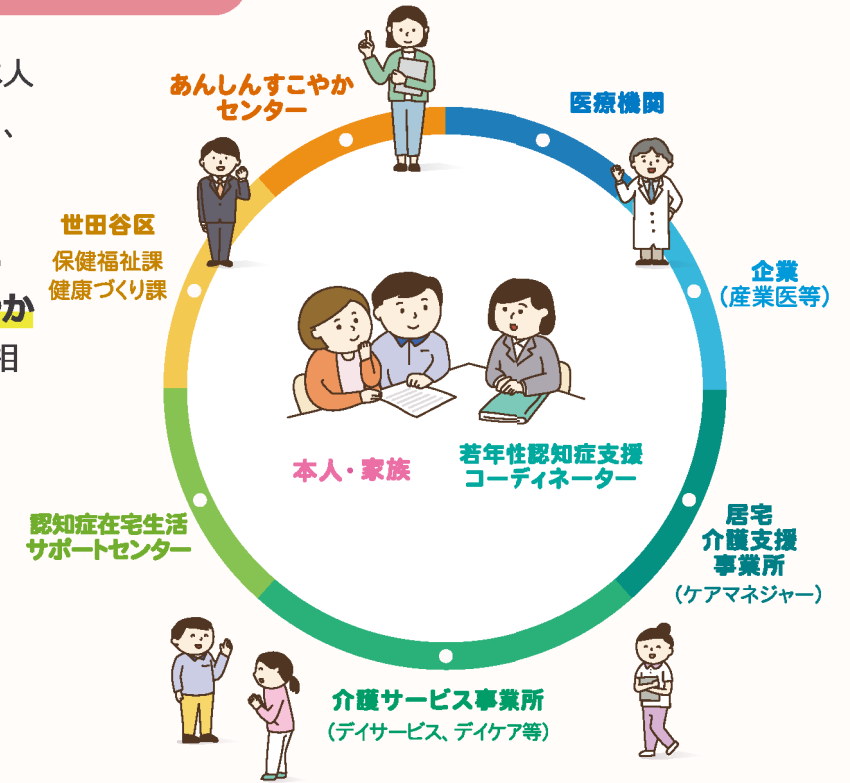 人
、
か
相
あんしんすこやか
センター
医療機関
世田谷区
保健福祉課
健康づくり課
企業
（産業医等）
本人・家族
若年性認知症支援
コーディネーター
認知症在宅生活
サポートセンター
居宅
介護支援
事業所
（ケアマネジャー）
介護サービス事業所
（デイサービス、デイケア等）